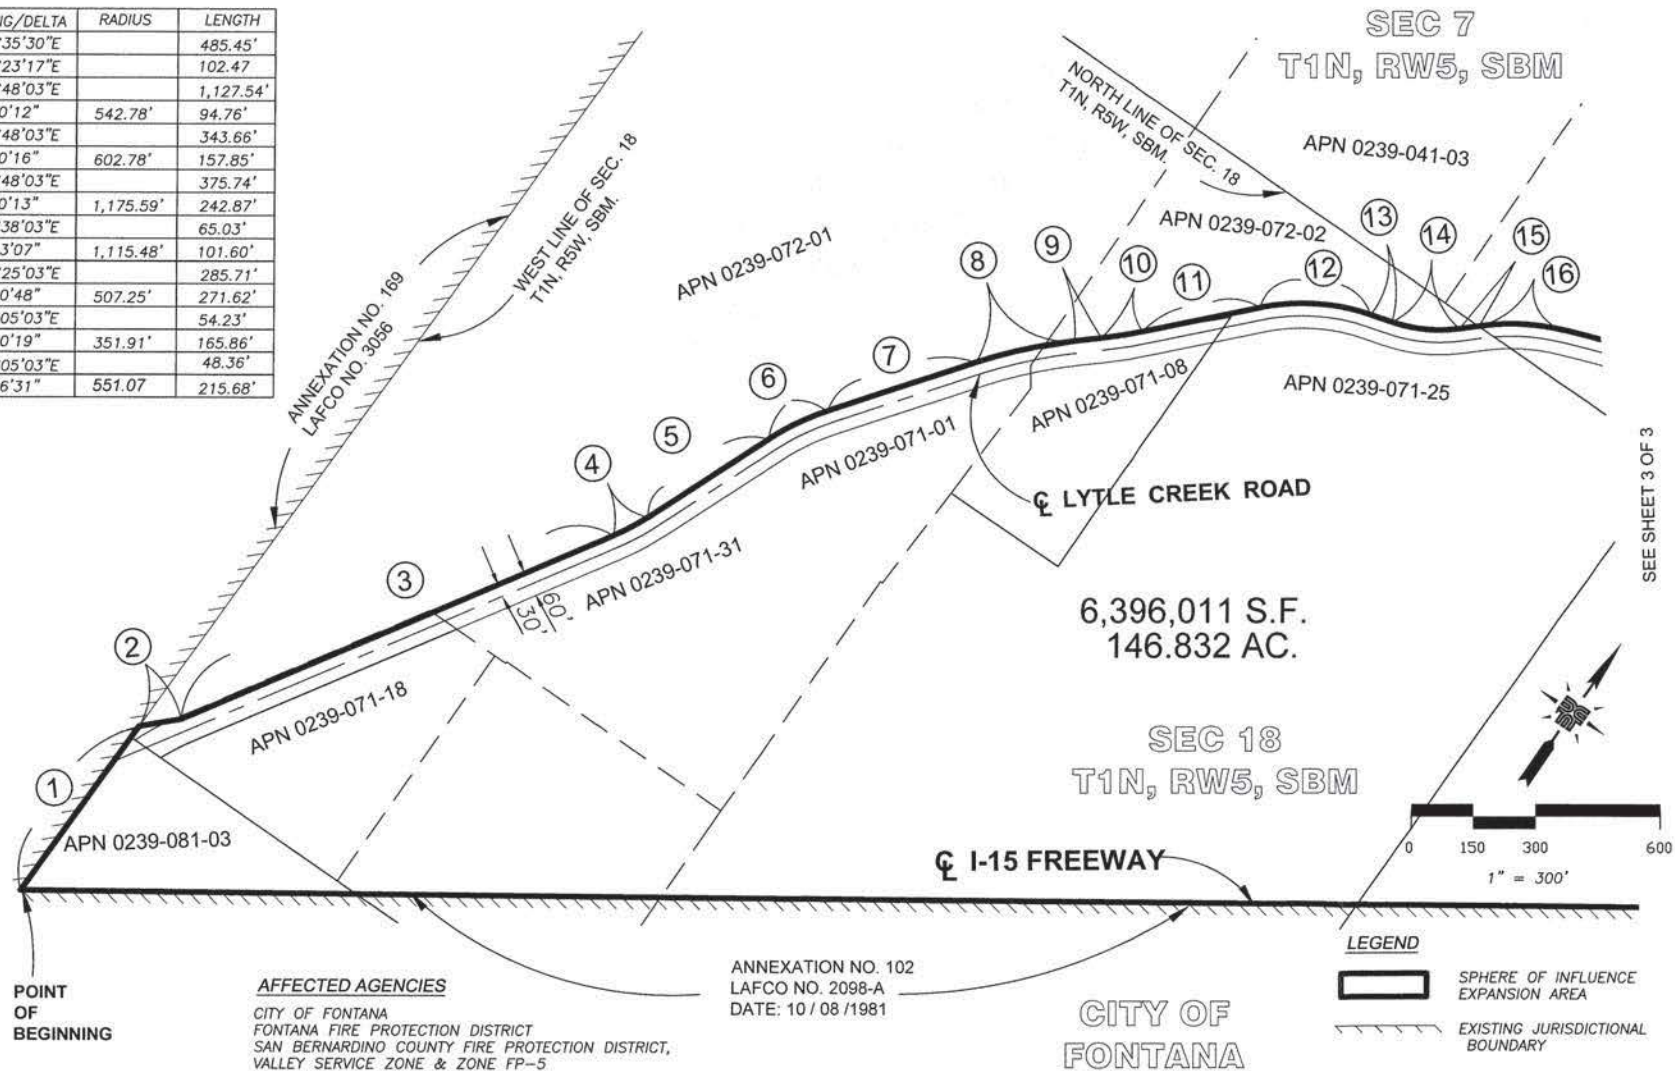 NG/DELTA RADIUS LENGTH
'35'30"E 485.45'
'23'17"E 102.47
'48'03"E 1,127.54'
0'12" 542.78' 94.76'
'48'03"E 343.66'
0'16" 602.78' 157.85'
'48'03"E 375.74'
0'13" 1,175.59' 242.87'
'38'03"E 65.03'
3'07" 1,115.48' 101.60'
'25'03"E 285.71'
0'48" 507.25' 271.62'
'05'03"E 54.23'
0'19" 351.91' 165.86'
'05'03"E 48.36'
6'31" 551.07 215.68'
SEC 7
T1N, RW5, SBM
NORTH LINE OF SEC. 18
T1N, R5W, SBM.
APN 0239-041-03
WEST LINE OF SEC. 18
T1N, R5W, SBM.
ANNEXATION NO. 169
LAFCO NO. 3056
APN 0239-072-01
APN 0239-072-02
1
2
3
4
5
6
7
8
9
10
11
12
13
14
15
16
APN 0239-071-25
APN 0239-071-08
APN 0239-071-01
APN 0239-071-31
APN 0239-071-18
APN 0239-081-03
60'
30'
℄ LYTLE CREEK ROAD
SEE SHEET 3 OF 3
6,396,011 S.F.
146.832 AC.
SEC 18
T1N, RW5, SBM
0 150 300 600
1" = 300'
℄ I-15 FREEWAY
POINT
OF
BEGINNING
AFFECTED AGENCIES
CITY OF FONTANA
FONTANA FIRE PROTECTION DISTRICT
SAN BERNARDINO COUNTY FIRE PROTECTION DISTRICT,
VALLEY SERVICE ZONE & ZONE FP-5
ANNEXATION NO. 102
LAFCO NO. 2098-A
DATE: 10 / 08 /1981
CITY OF
FONTANA
LEGEND
SPHERE OF INFLUENCE
EXPANSION AREA
EXISTING JURISDICTIONAL
BOUNDARY